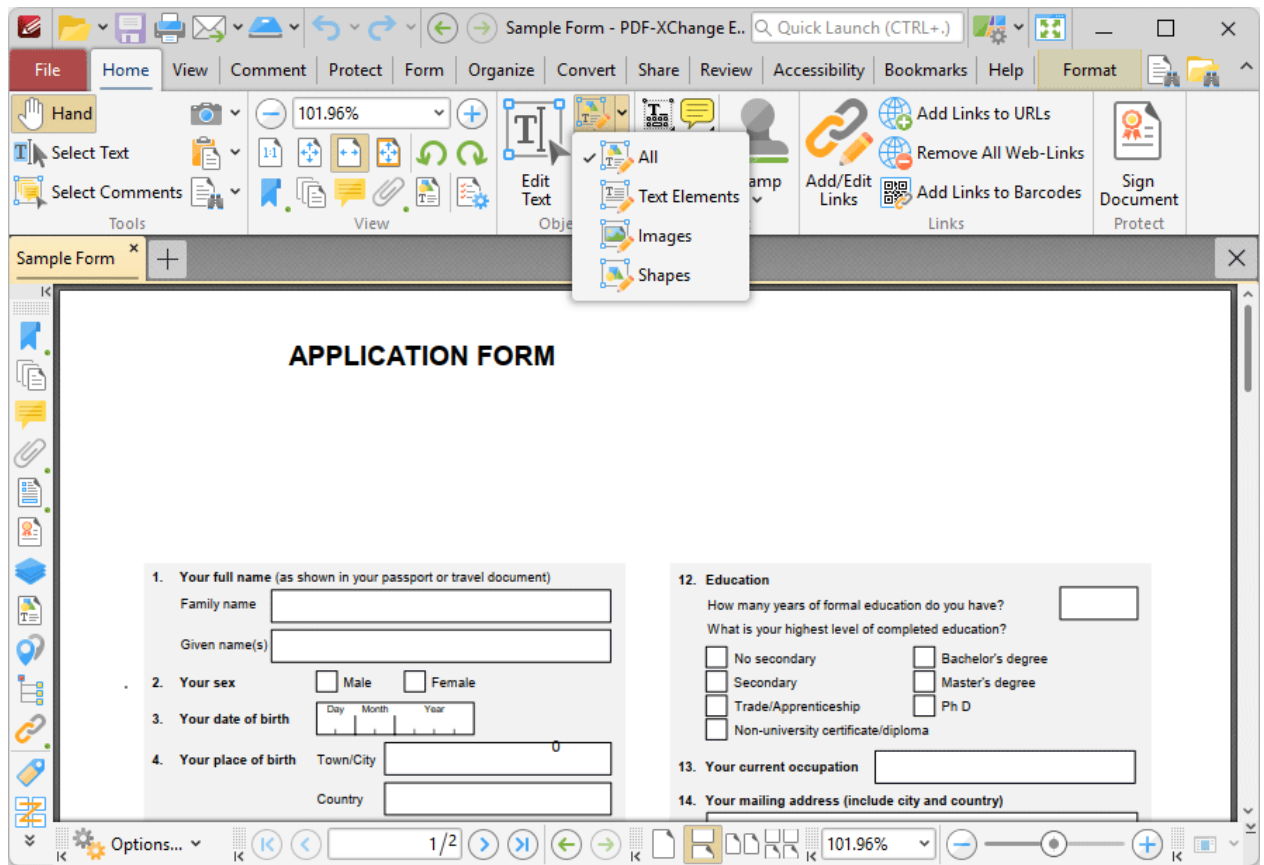 Sample Form - PDF-XChange E..
Quick Launch (CTRL+.)
File
Home
View
Comment
Protect
Form
Organize
Convert
Share
Review
Accessibility
Bookmarks
Help
Format
Hand
Select Text
Select Comments
Tools
101.96%
1:1
View
Edit
Text
Obje
All
Text Elements
Images
Shapes
amp
Add/Edit
Links
Add Links to URLs
Remove All Web-Links
Add Links to Barcodes
Links
Sign
Document
Protect
Sample Form
APPLICATION FORM
1. Your full name (as shown in your passport or travel document)
Family name
Given name(s)
2. Your sex Male Female
3. Your date of birth Day Month Year
4. Your place of birth Town/City 0
Country
12. Education
How many years of formal education do you have?
What is your highest level of completed education?
No secondary Bachelor's degree
Secondary Master's degree
Trade/Apprenticeship Ph D
Non-university certificate/diploma
13. Your current occupation
14. Your mailing address (include city and country)
Options...
1/2
101.96%